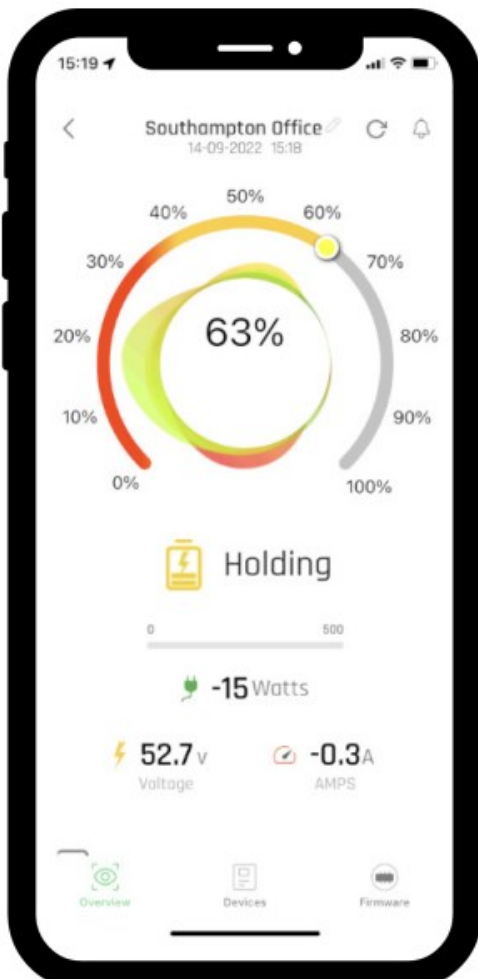 15:19
Southampton Office
14-09-2022 15:18
50%
40% 60%
30% 70%
63%
20% 80%
10% 90%
0% 100%
Holding
0 500
-15 Watts
52.7 v -0.3A
Voltage AMPS
Overview Devices Firmware